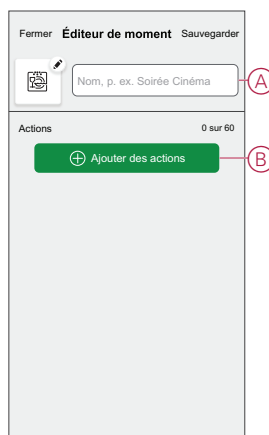 Fermer Éditeur de moment Sauvegarder
Nom, p. ex. Soirée Cinéma
A
Actions 0 sur 60
Ajouter des actions
B